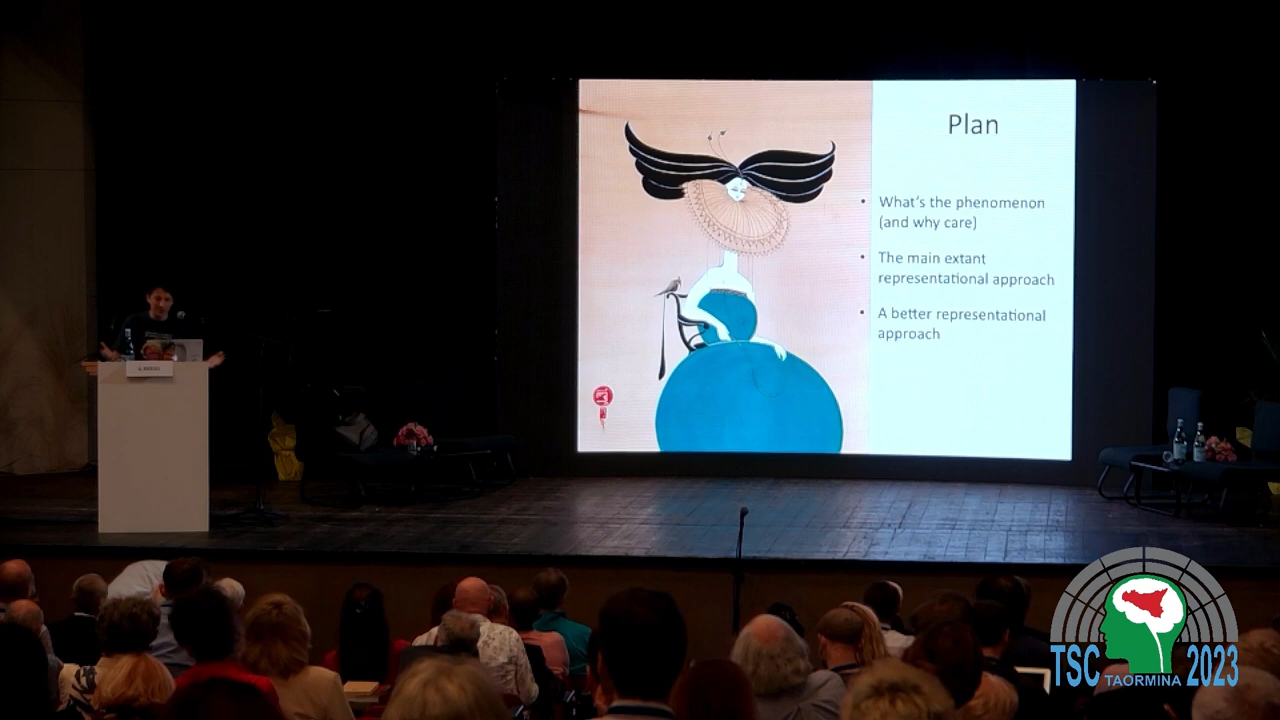 Plan
• What's the phenomenon
(and why care)
• The main extant
representational approach
• A better representational
approach
TSC TAORMINA 2023